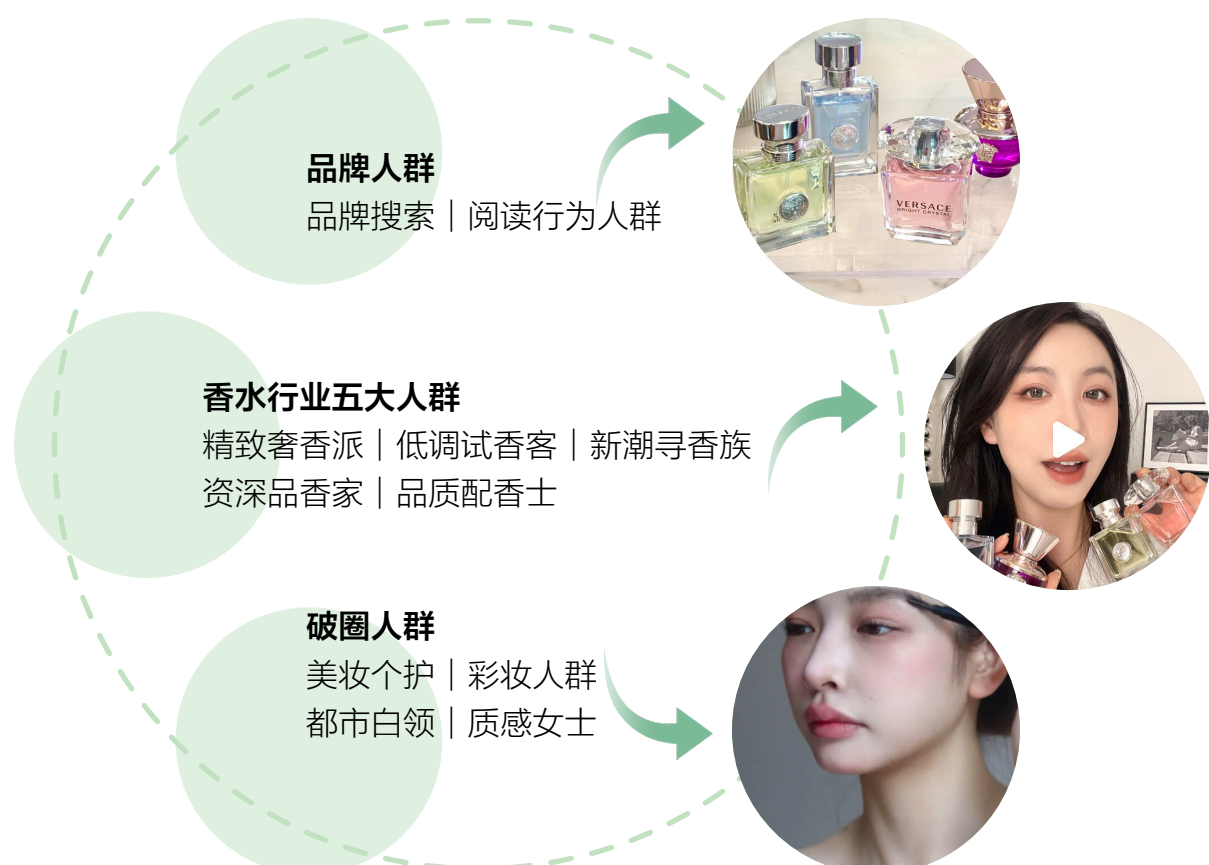 品牌人群
品牌搜索｜阅读行为人群
VERSACE
BRIGHT CRYSTAL
香水行业五大人群
精致奢香派｜低调试香客｜新潮寻香族
资深品香家｜品质配香士
破圈人群
美妆个护｜彩妆人群
都市白领｜质感女士